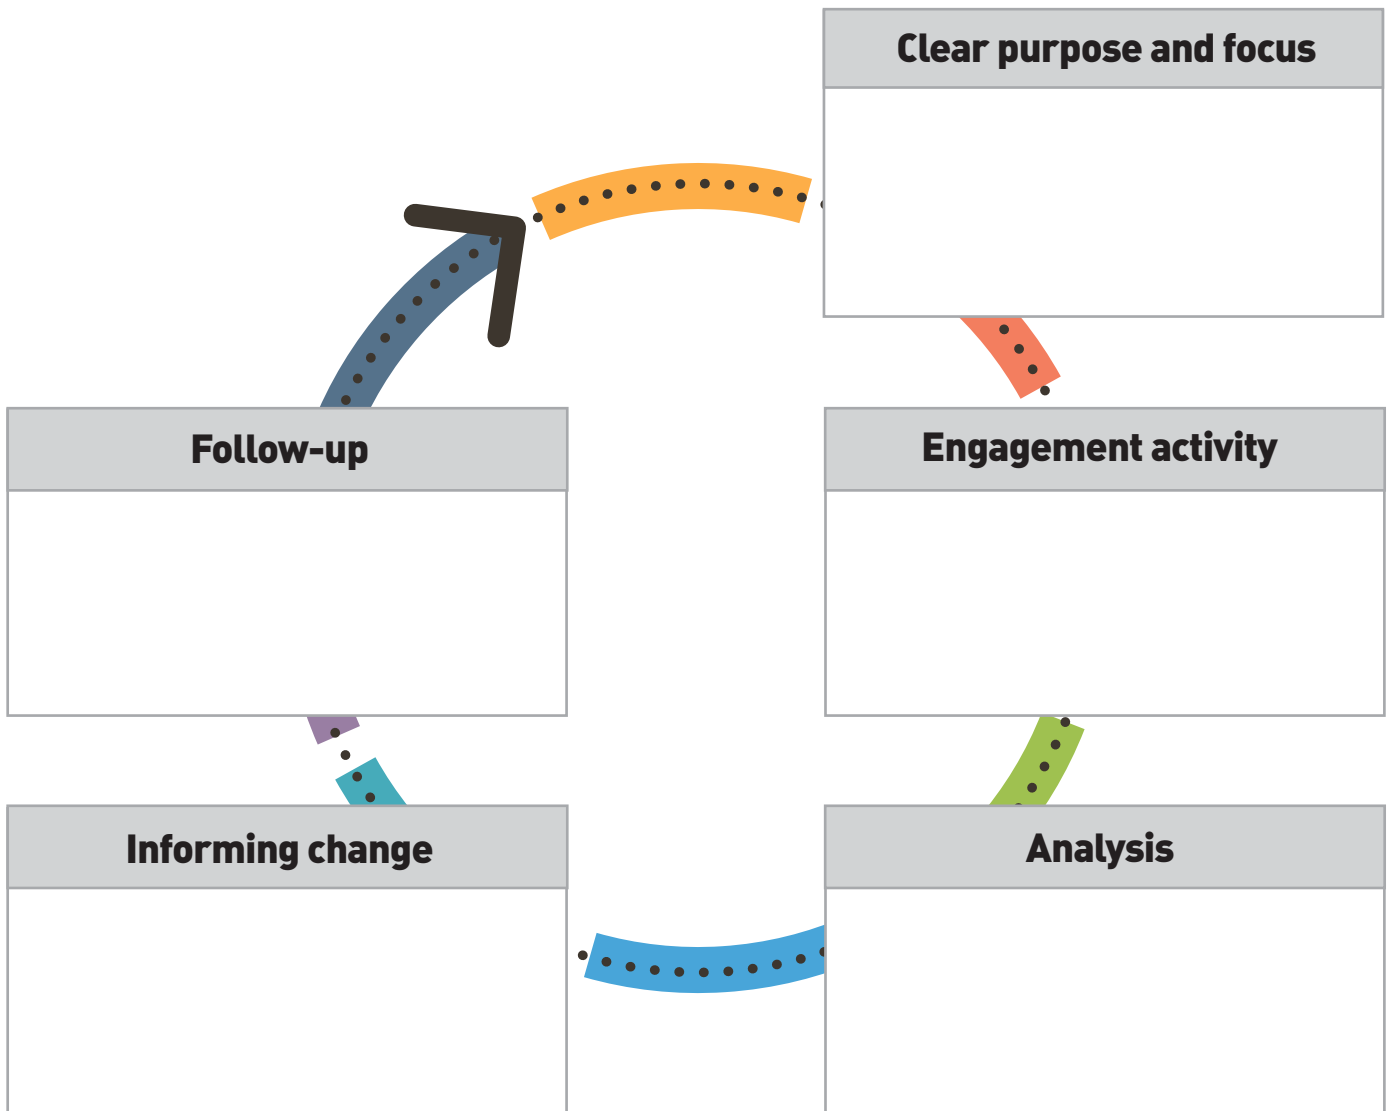 Clear purpose and focus
Follow-up
Engagement activity
Informing change
Analysis